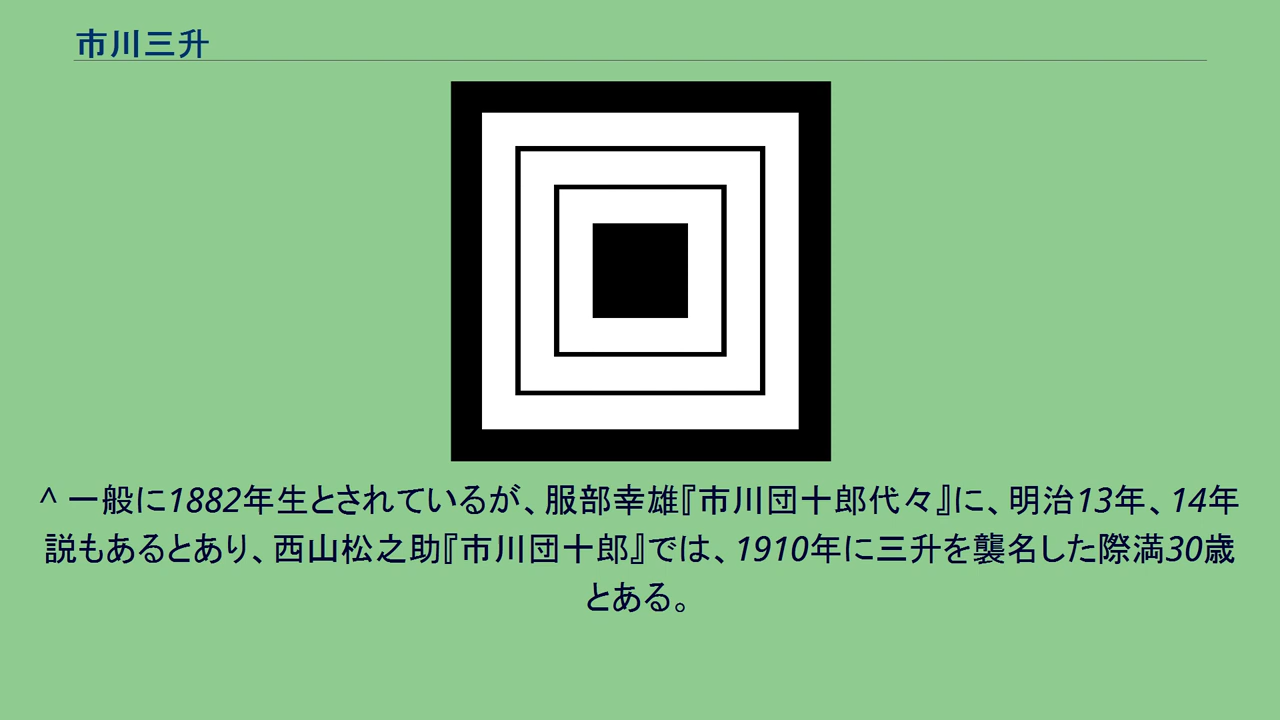 市川三升
^ 一般に1882年生とされているが、服部幸雄『市川団十郎代々』に、明治13年、14年
説もあるとあり、西山松之助『市川団十郎』では、1910年に三升を襲名した際満30歳
とある。